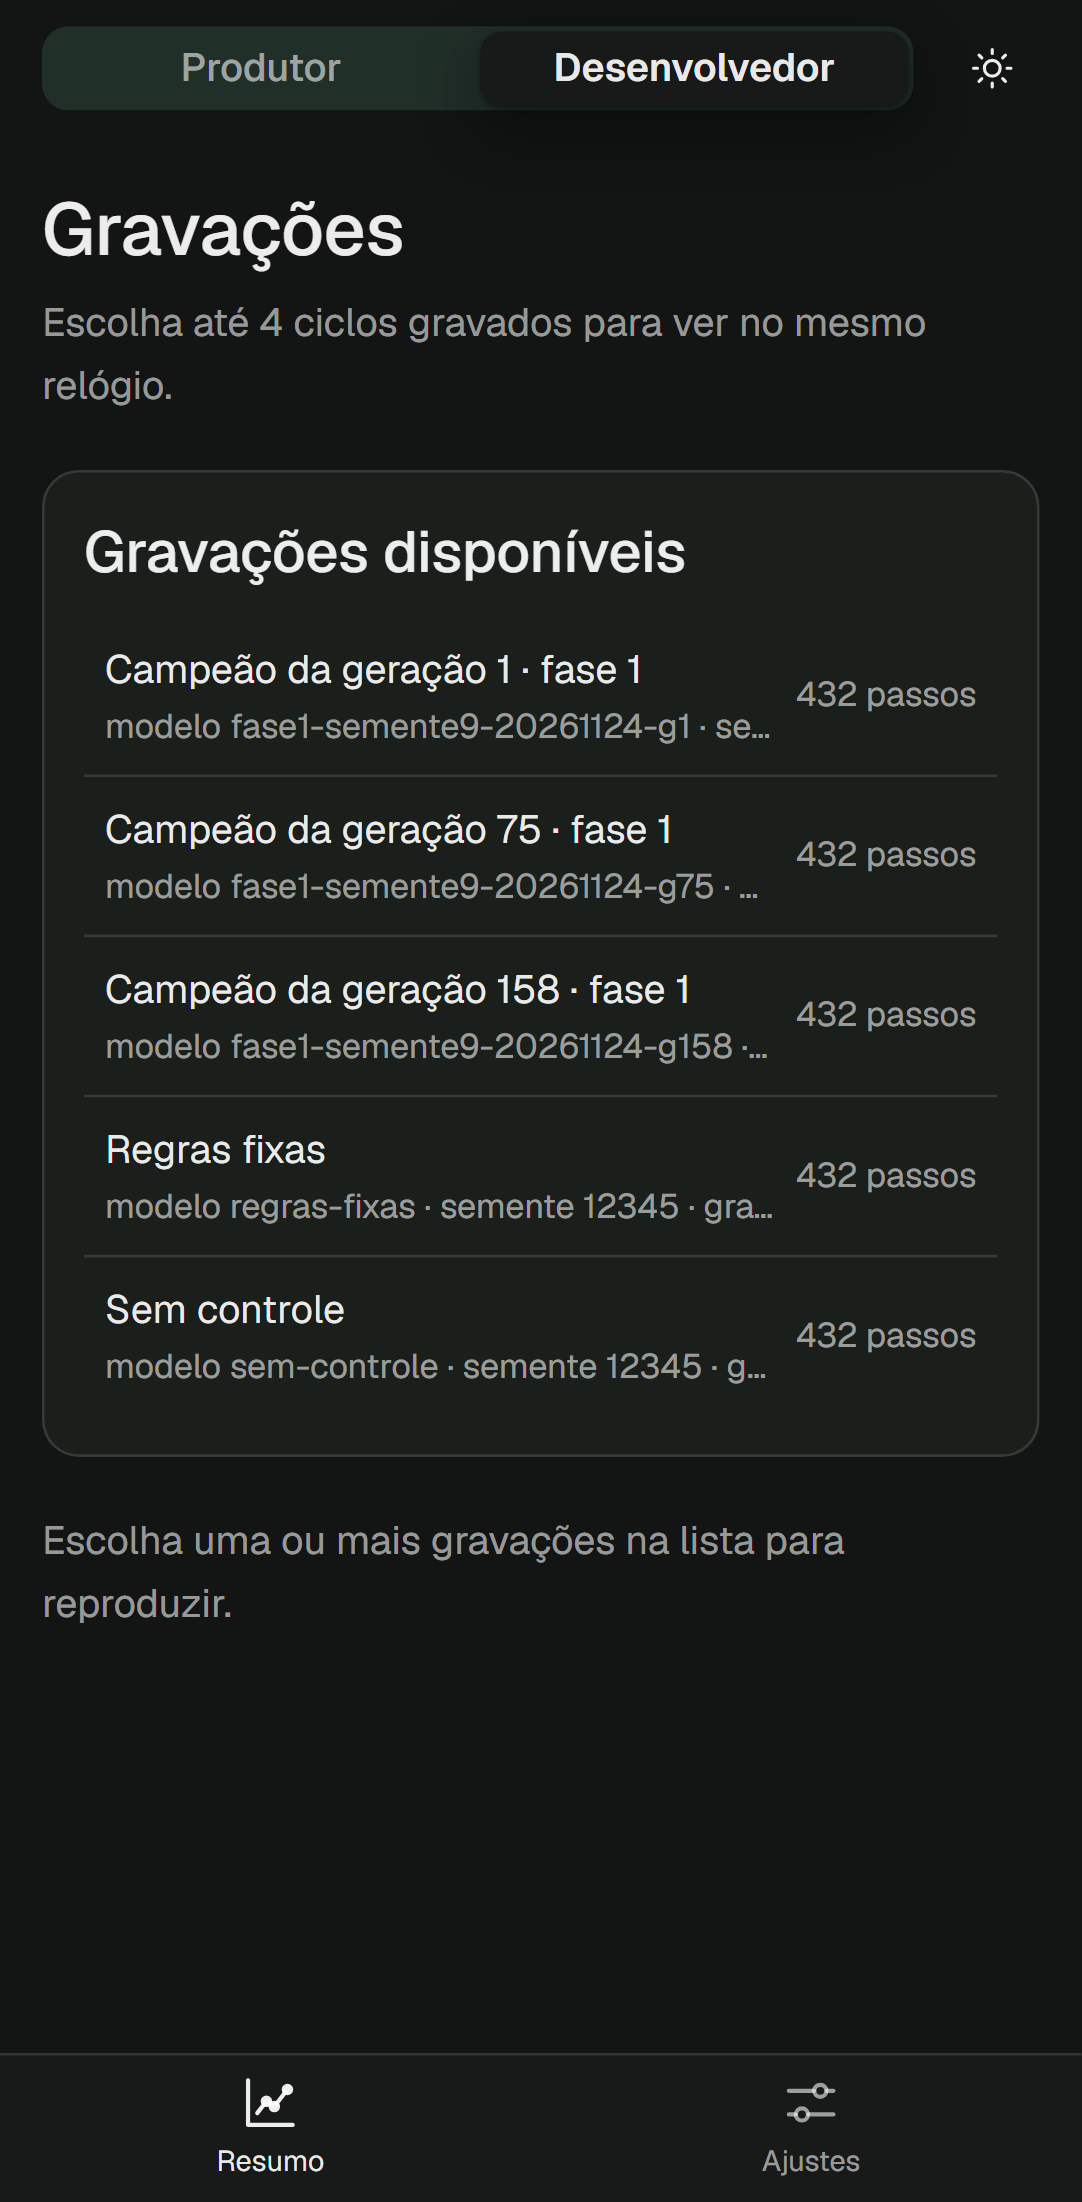 Produtor
Desenvolvedor
Gravações
Escolha até 4 ciclos gravados para ver no mesmo
relógio.
Gravações disponíveis
Campeão da geração 1 · fase 1
modelo fase1-semente9-20261124-g1 · se...
432 passos
Campeão da geração 75 · fase 1
modelo fase1-semente9-20261124-g75 · ...
432 passos
Campeão da geração 158 · fase 1
modelo fase1-semente9-20261124-g158 ·...
432 passos
Regras fixas
modelo regras-fixas · semente 12345 · gra...
432 passos
Sem controle
modelo sem-controle · semente 12345 · g...
432 passos
Escolha uma ou mais gravações na lista para
reproduzir.
Resumo
Ajustes